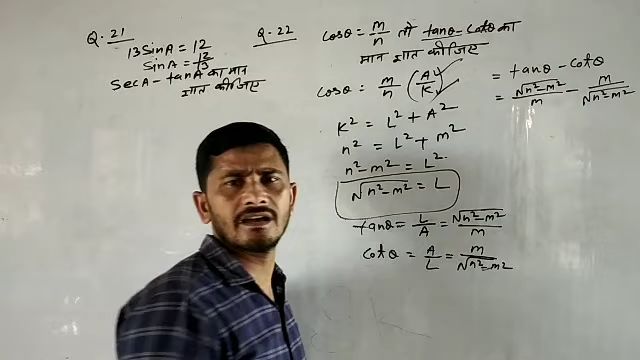 Q. 21
13 Sin A = 12
Sin A = 12/13
Sec A - tan A का मान
ज्ञात कीजिए
Q. 22
Cosθ = m/n तो tanθ - Cotθ का
मान ज्ञात कीजिए
Cosθ = m/n (A/K)
K² = L² + A²
n² = L² + m²
n² - m² = L²
√n² - m² = L
tanθ = L/A = √n² - m²/m
Cotθ = A/L = m/√n² - m²
= tanθ - Cotθ
= √n² - m²/m - m/√n² - m²